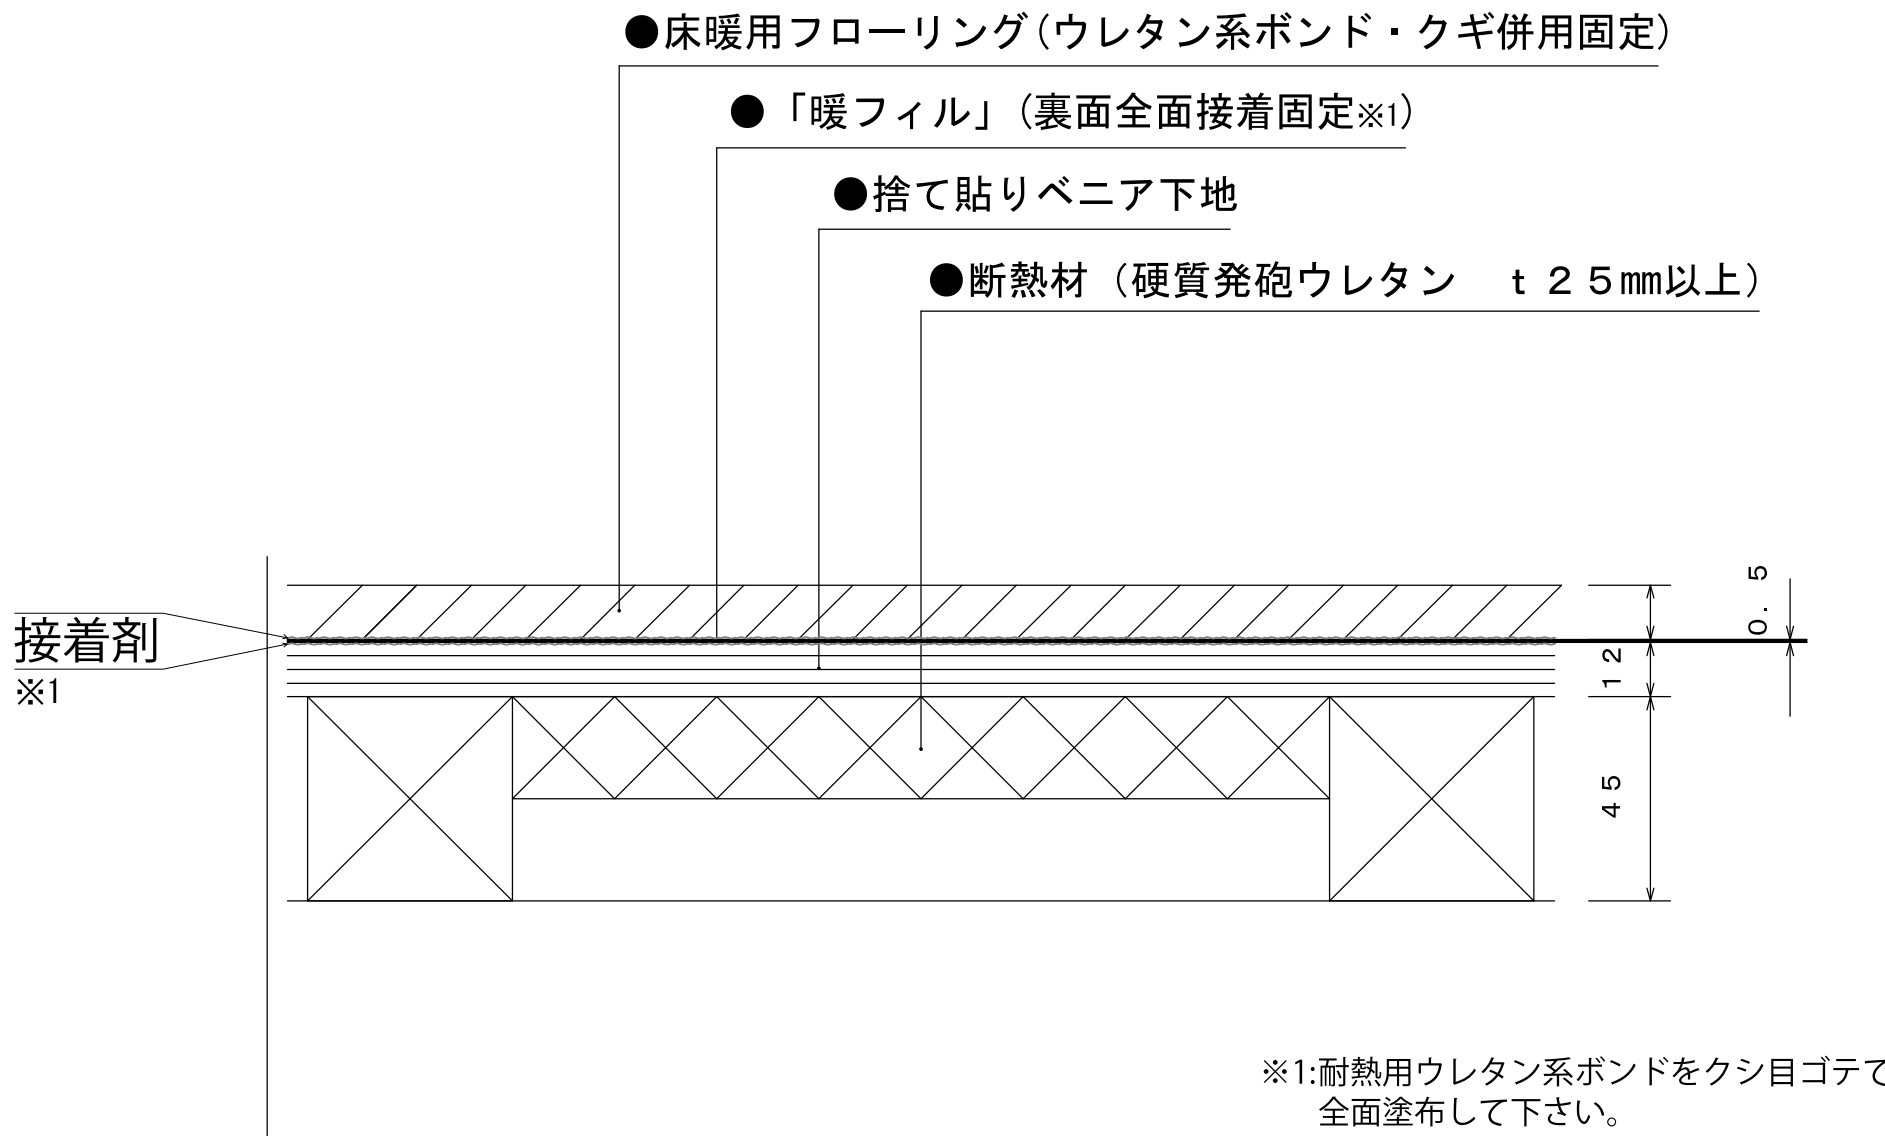 ●床暖用フローリング(ウレタン系ボンド・クギ併用固定)
●「暖フィル」(裏面全面接着固定※1)
●捨て貼りベニア下地
●断熱材（硬質発砲ウレタン　ｔ２５㎜以上）
接着剤
※1
0.5
12
45
※1:耐熱用ウレタン系ボンドをクシ目ゴテで
全面塗布して下さい。